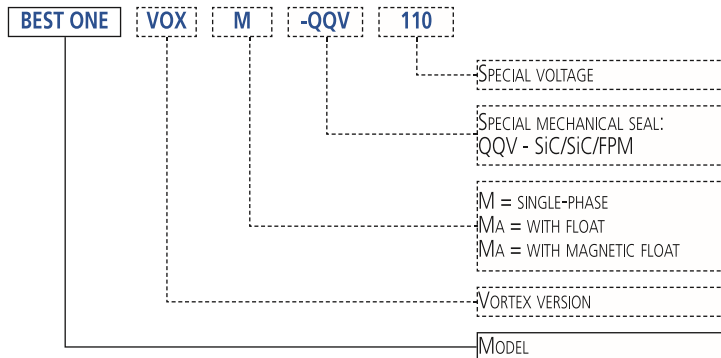 BEST ONE VOX M -QQV 110
SPECIAL VOLTAGE
SPECIAL MECHANICAL SEAL:
QQV - SiC/SiC/FPM
M = SINGLE-PHASE
MA = WITH FLOAT
MA = WITH MAGNETIC FLOAT
VORTEX VERSION
MODEL